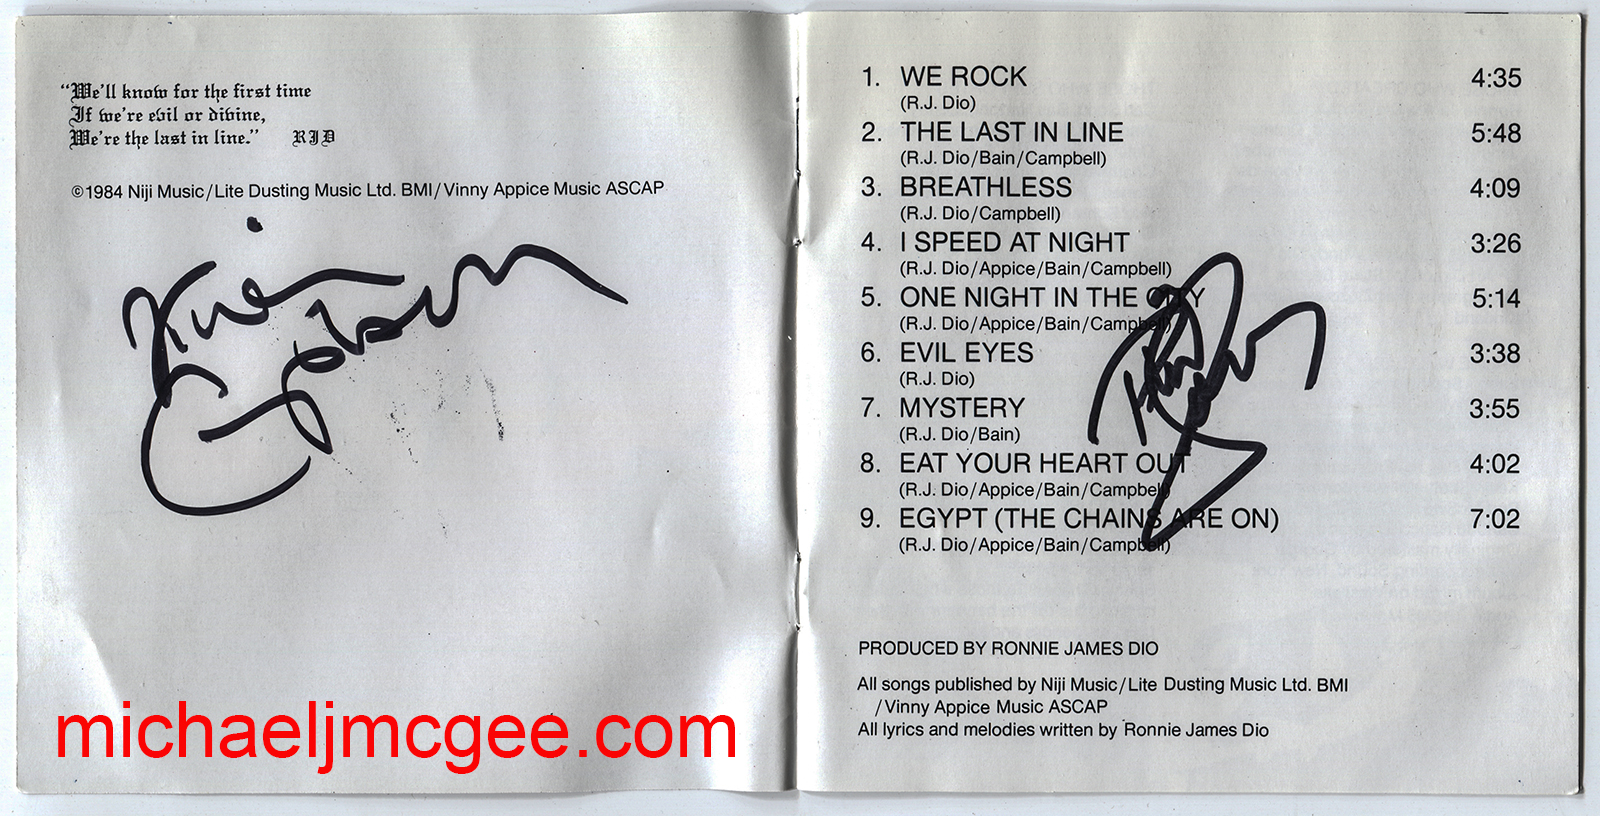 “We'll know for the first time
If we're evil or divine,
We're the last in line.” RJD
©1984 Niji Music/Lite Dusting Music Ltd. BMI/Vinny Appice Music ASCAP
michaeljmcgee.com
1. WE ROCK 4:35
(R.J. Dio)
2. THE LAST IN LINE 5:48
(R.J. Dio/Bain/Campbell)
3. BREATHLESS 4:09
(R.J. Dio/Campbell)
4. I SPEED AT NIGHT 3:26
(R.J. Dio/Appice/Bain/Campbell)
5. ONE NIGHT IN THE CITY 5:14
(R.J. Dio/Appice/Bain/Campbell)
6. EVIL EYES 3:38
(R.J. Dio)
7. MYSTERY 3:55
(R.J. Dio/Bain)
8. EAT YOUR HEART OUT 4:02
(R.J. Dio/Appice/Bain/Campbell)
9. EGYPT (THE CHAINS ARE ON) 7:02
(R.J. Dio/Appice/Bain/Campbell)
PRODUCED BY RONNIE JAMES DIO
All songs published by Niji Music/Lite Dusting Music Ltd. BMI
/Vinny Appice Music ASCAP
All lyrics and melodies written by Ronnie James Dio